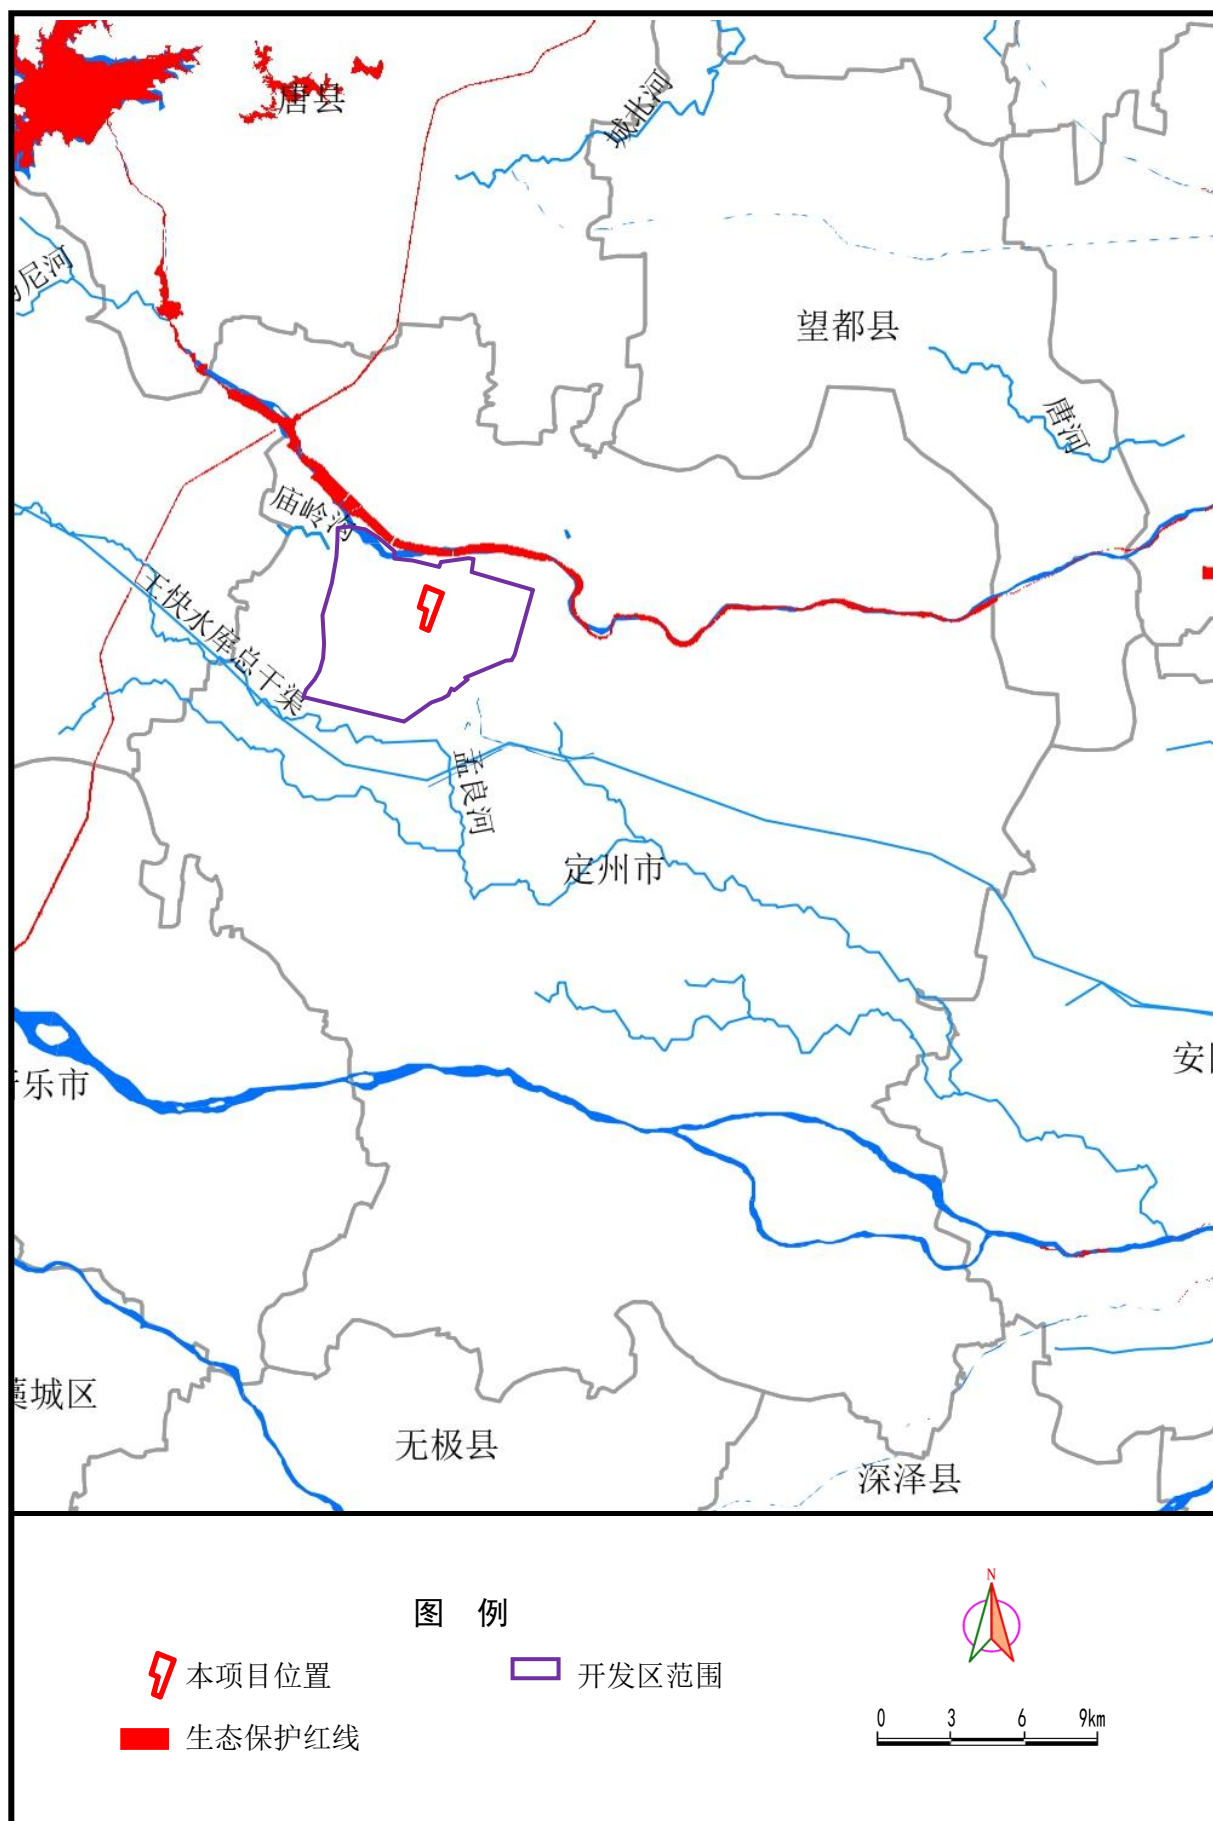 唐县
城北河
尼河
望都县
唐河
庙岭沟
王快水库总干渠
孟良河
定州市
安
乐市
城区
无极县
深泽县
图 例
N
本项目位置
开发区范围
生态保护红线
0 3 6 9km